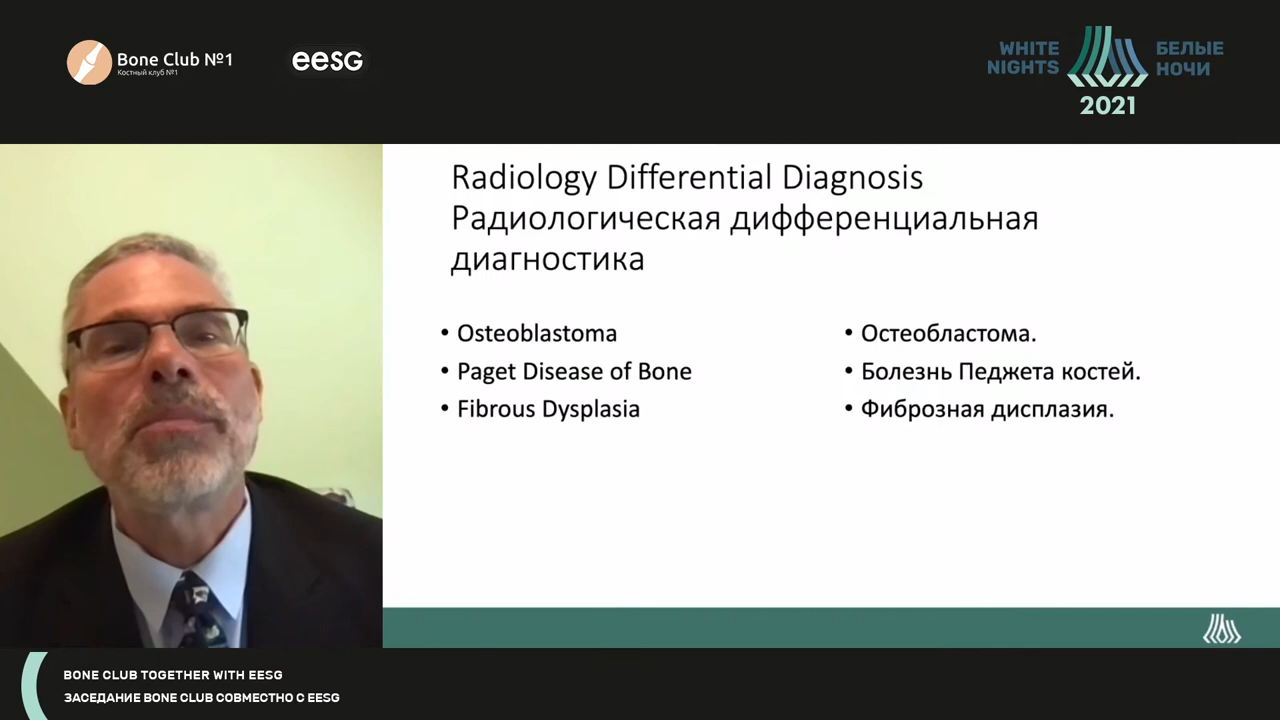 Bone Club №1
Костный клуб №1
eesg
WHITE NIGHTS
БЕЛЫЕ НОЧИ
2021
Radiology Differential Diagnosis
Радиологическая дифференциальная
диагностика
• Osteoblastoma
• Paget Disease of Bone
• Fibrous Dysplasia
• Остеобластома.
• Болезнь Педжета костей.
• Фиброзная дисплазия.
BONE CLUB TOGETHER WITH EESG
ЗАСЕДАНИЕ BONE CLUB СОВМЕСТНО С EESG